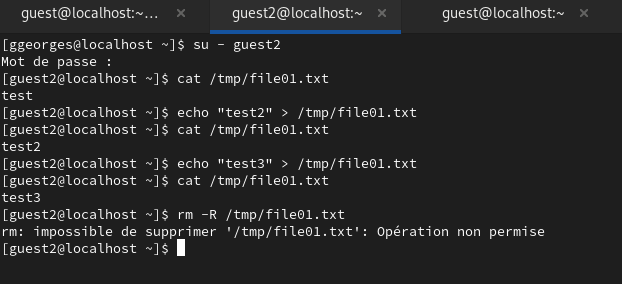 guest@localhost:~... × guest2@localhost:~ × guest@localhost:~ ×
[ggeorges@localhost ~]$ su - guest2
Mot de passe :
[guest2@localhost ~]$ cat /tmp/file01.txt
test
[guest2@localhost ~]$ echo "test2" > /tmp/file01.txt
[guest2@localhost ~]$ cat /tmp/file01.txt
test2
[guest2@localhost ~]$ echo "test3" > /tmp/file01.txt
[guest2@localhost ~]$ cat /tmp/file01.txt
test3
[guest2@localhost ~]$ rm -R /tmp/file01.txt
rm: impossible de supprimer '/tmp/file01.txt': Opération non permise
[guest2@localhost ~]$